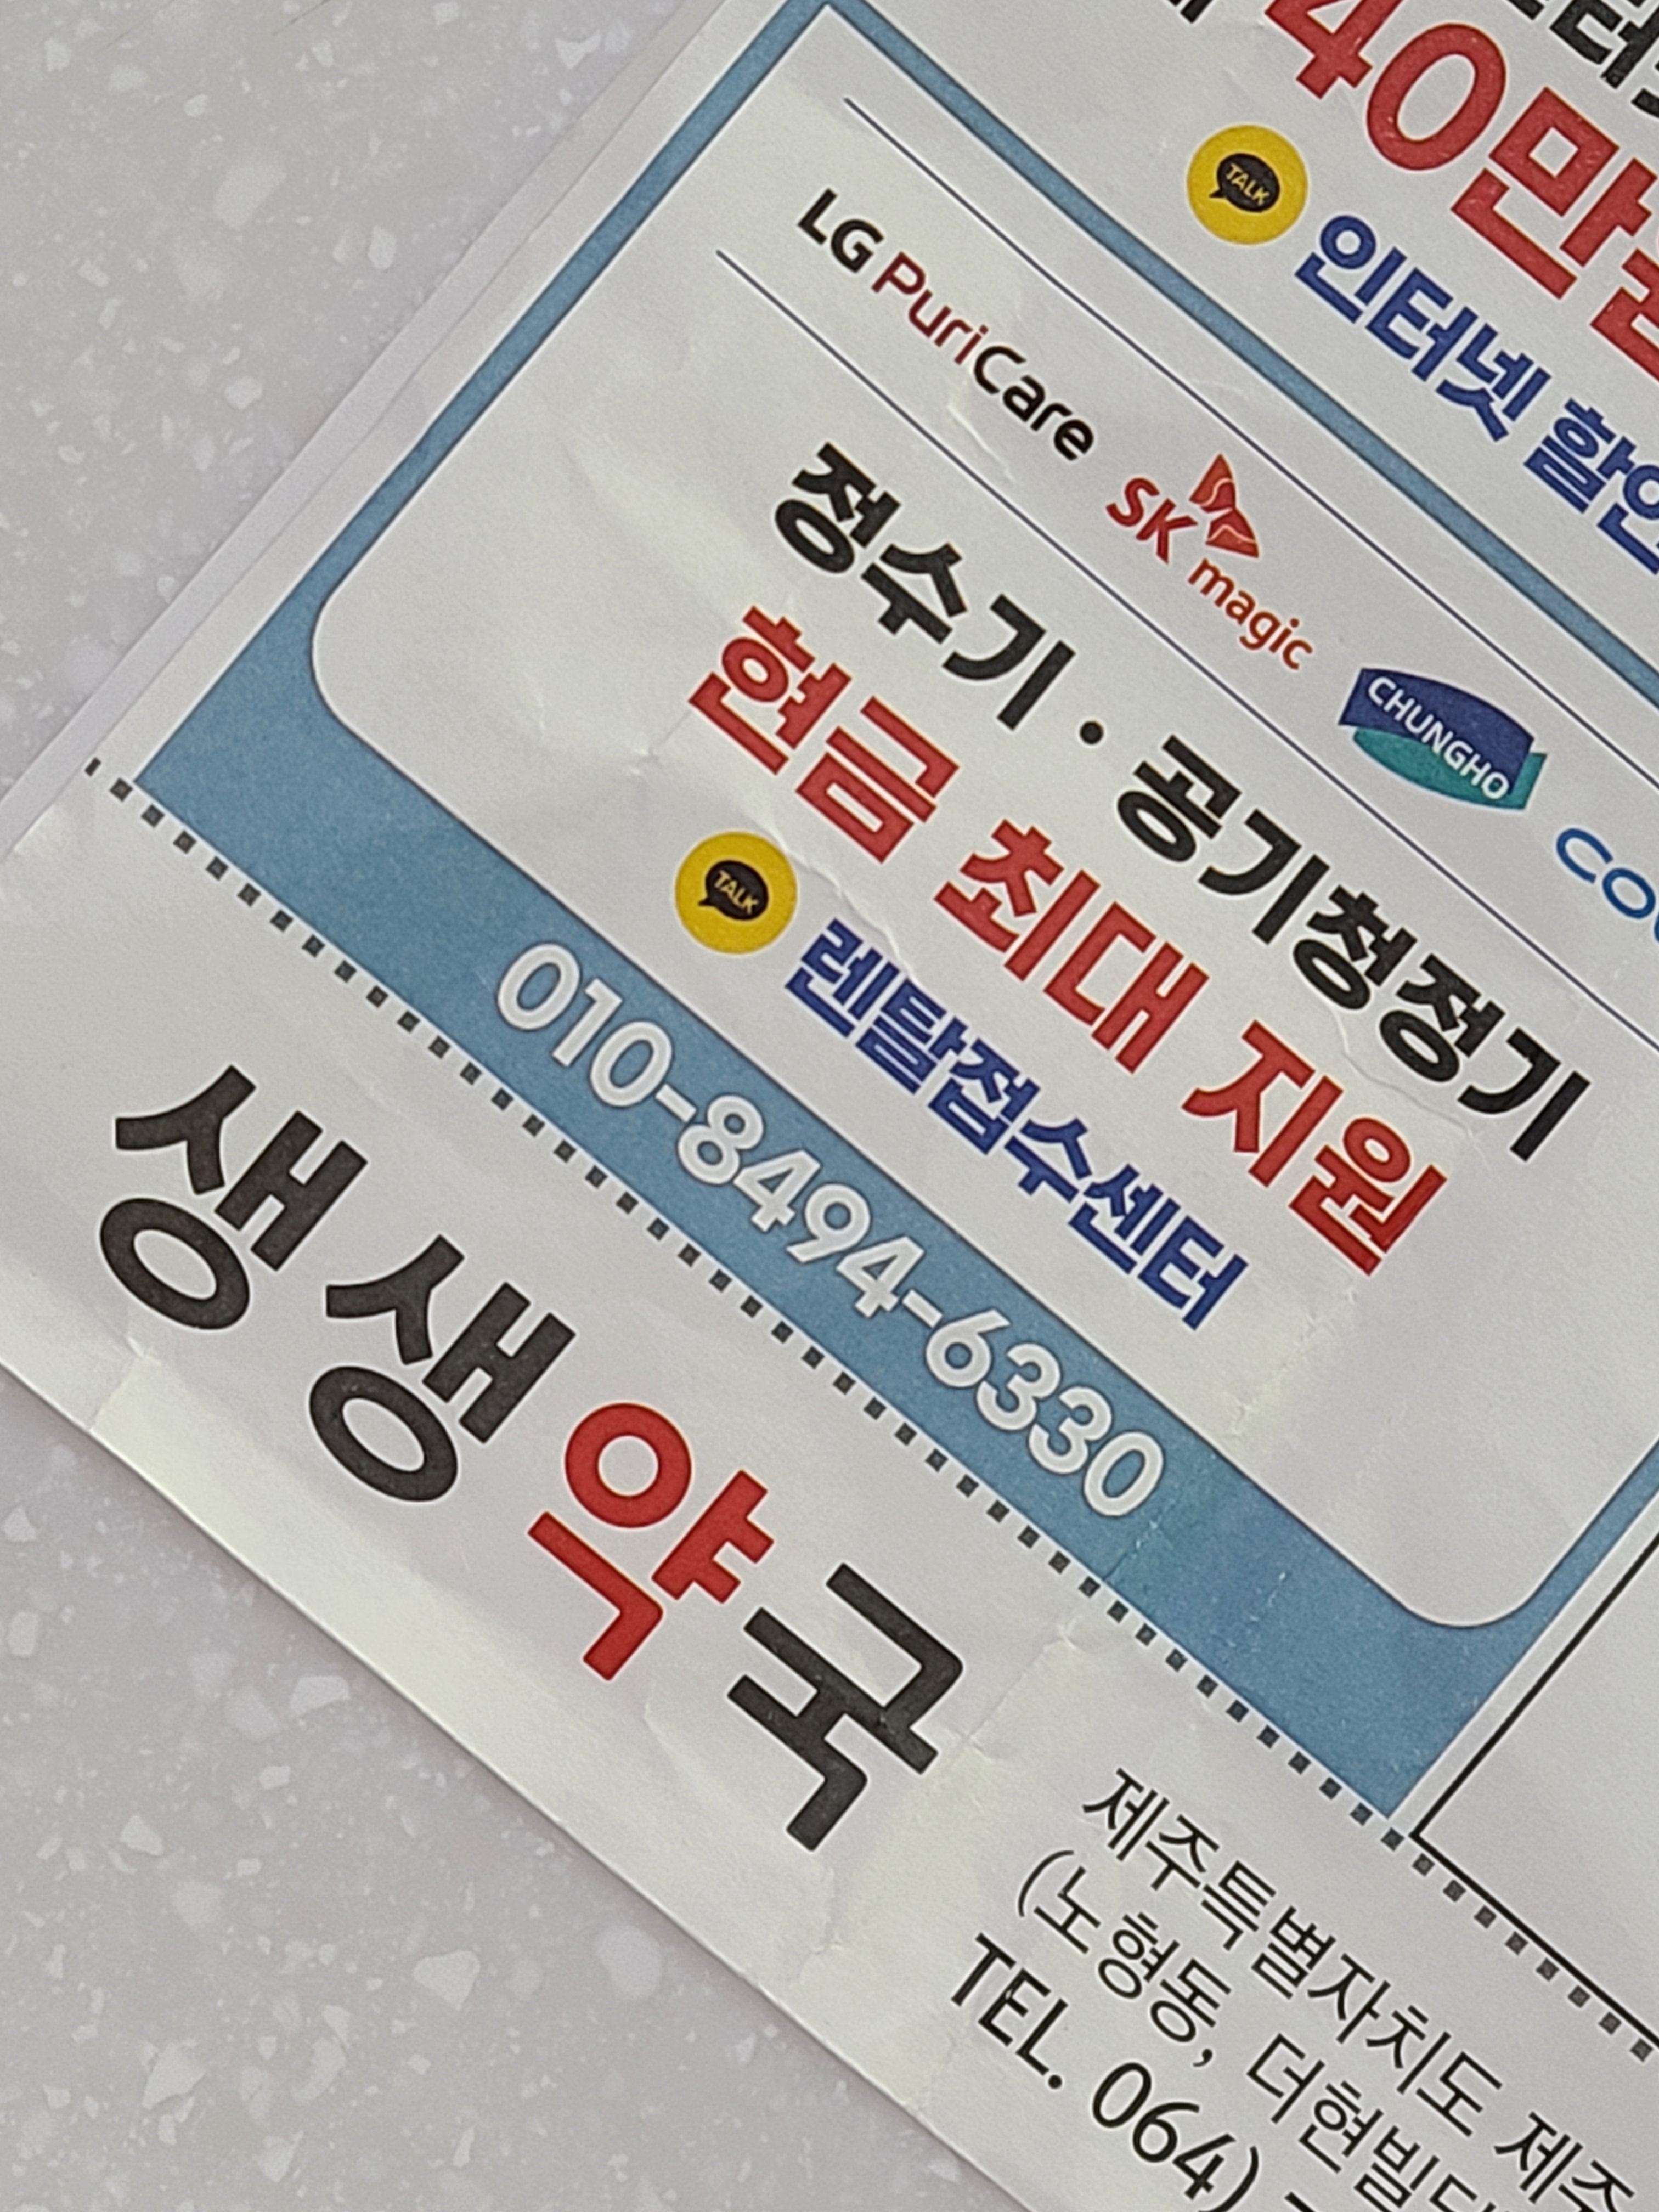 40만원
TALK 인터넷 할인
LG PuriCare SK magic CHUNGHO
정수기 · 공기청정기
현금 최대 지원
TALK 렌탈접수센터
010-8494-6330
생생약국
제주특별자치도 제주
(노형동, 더현빌딩
TEL. 064)